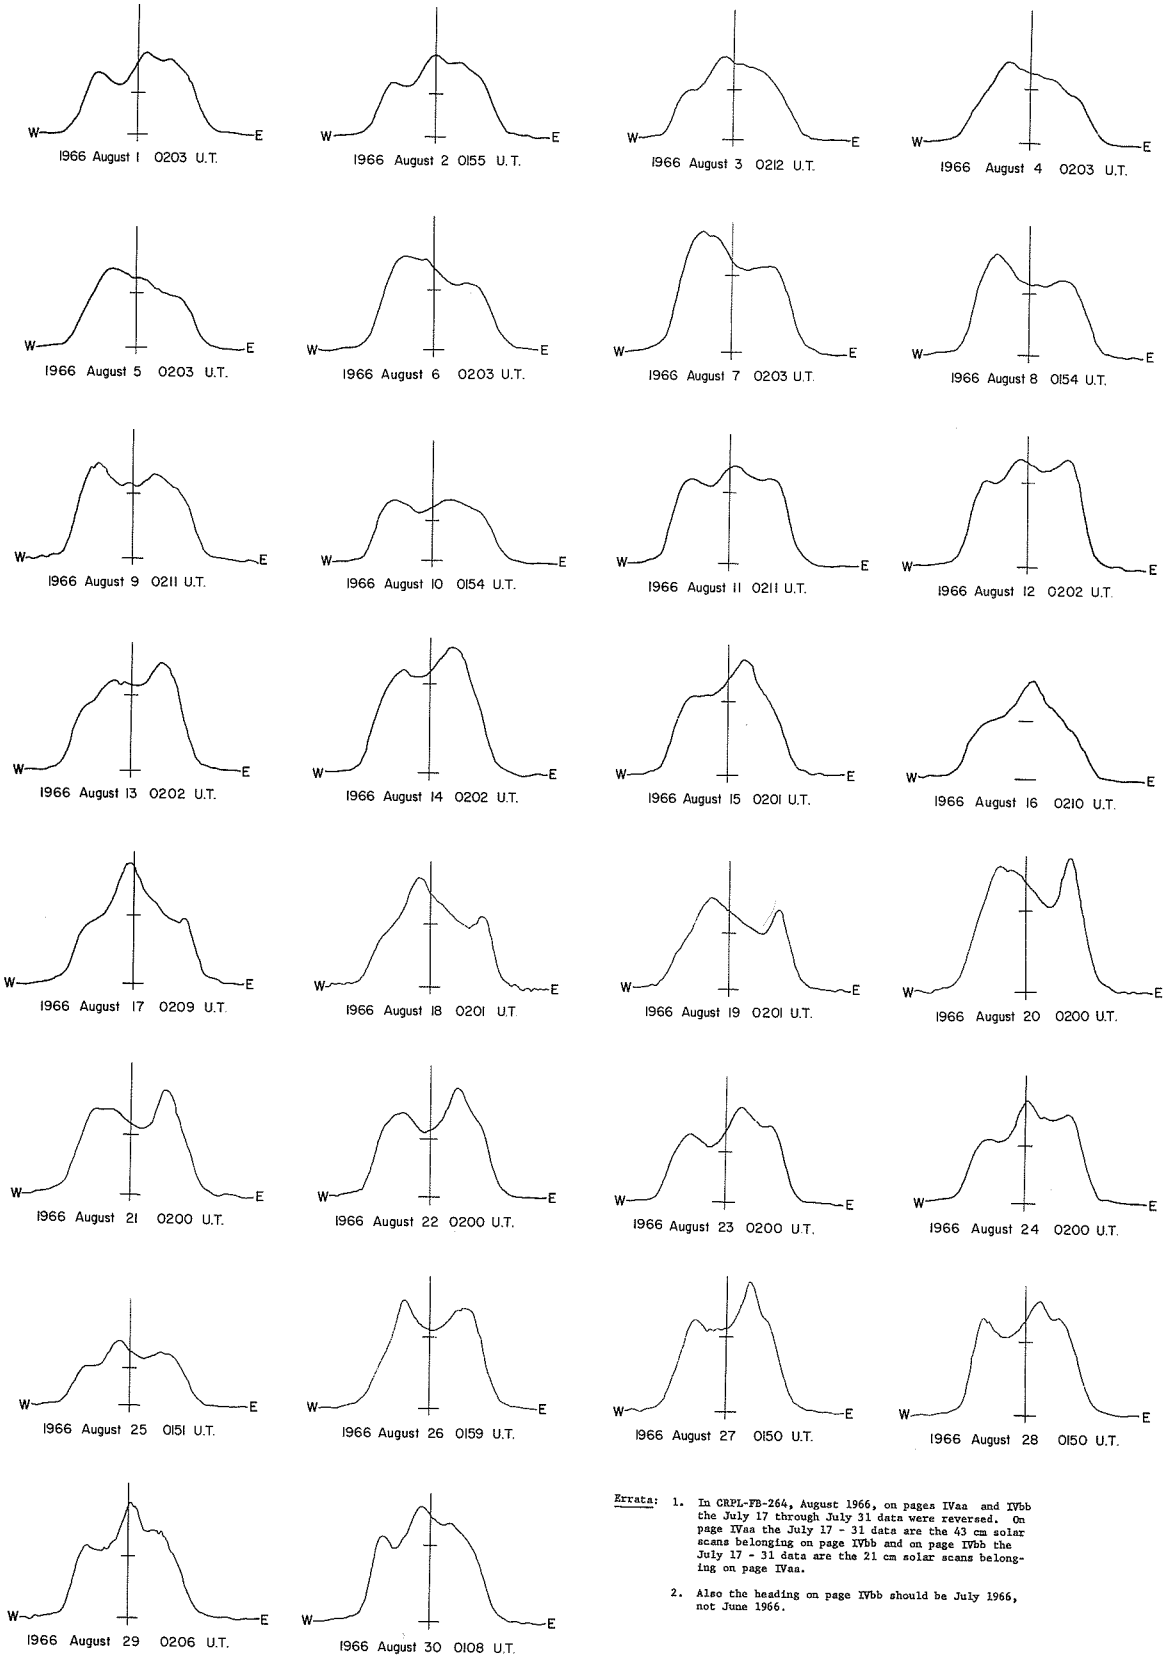 W E W E W E W E
1966 August 1 0203 U.T. 1966 August 2 0155 U.T. 1966 August 3 0212 U.T. 1966 August 4 0203 U.T.
W E W E W E W E
1966 August 5 0203 U.T. 1966 August 6 0203 U.T. 1966 August 7 0203 U.T. 1966 August 8 0154 U.T.
W E W E W E W E
1966 August 9 0211 U.T. 1966 August 10 0154 U.T. 1966 August 11 0211 U.T. 1966 August 12 0202 U.T.
W E W E W E W E
1966 August 13 0202 U.T. 1966 August 14 0202 U.T. 1966 August 15 0201 U.T. 1966 August 16 0210 U.T.
W E W E W E W E
1966 August 17 0209 U.T. 1966 August 18 0201 U.T. 1966 August 19 0201 U.T. 1966 August 20 0200 U.T.
W E W E W E W E
1966 August 21 0200 U.T. 1966 August 22 0200 U.T. 1966 August 23 0200 U.T. 1966 August 24 0200 U.T.
W E W E W E W E
1966 August 25 0151 U.T. 1966 August 26 0159 U.T. 1966 August 27 0150 U.T. 1966 August 28 0150 U.T.
W E W E
1966 August 29 0206 U.T. 1966 August 30 0108 U.T.
Errata: 1. In CRPL-FB-264, August 1966, on pages IVaa and IVbb
the July 17 through July 31 data were reversed. On
page IVaa the July 17 - 31 data are the 43 cm solar
scans belonging on page IVbb and on page IVbb the
July 17 - 31 data are the 21 cm solar scans belong-
ing on page IVaa.
2. Also the heading on page IVbb should be July 1966,
not June 1966.